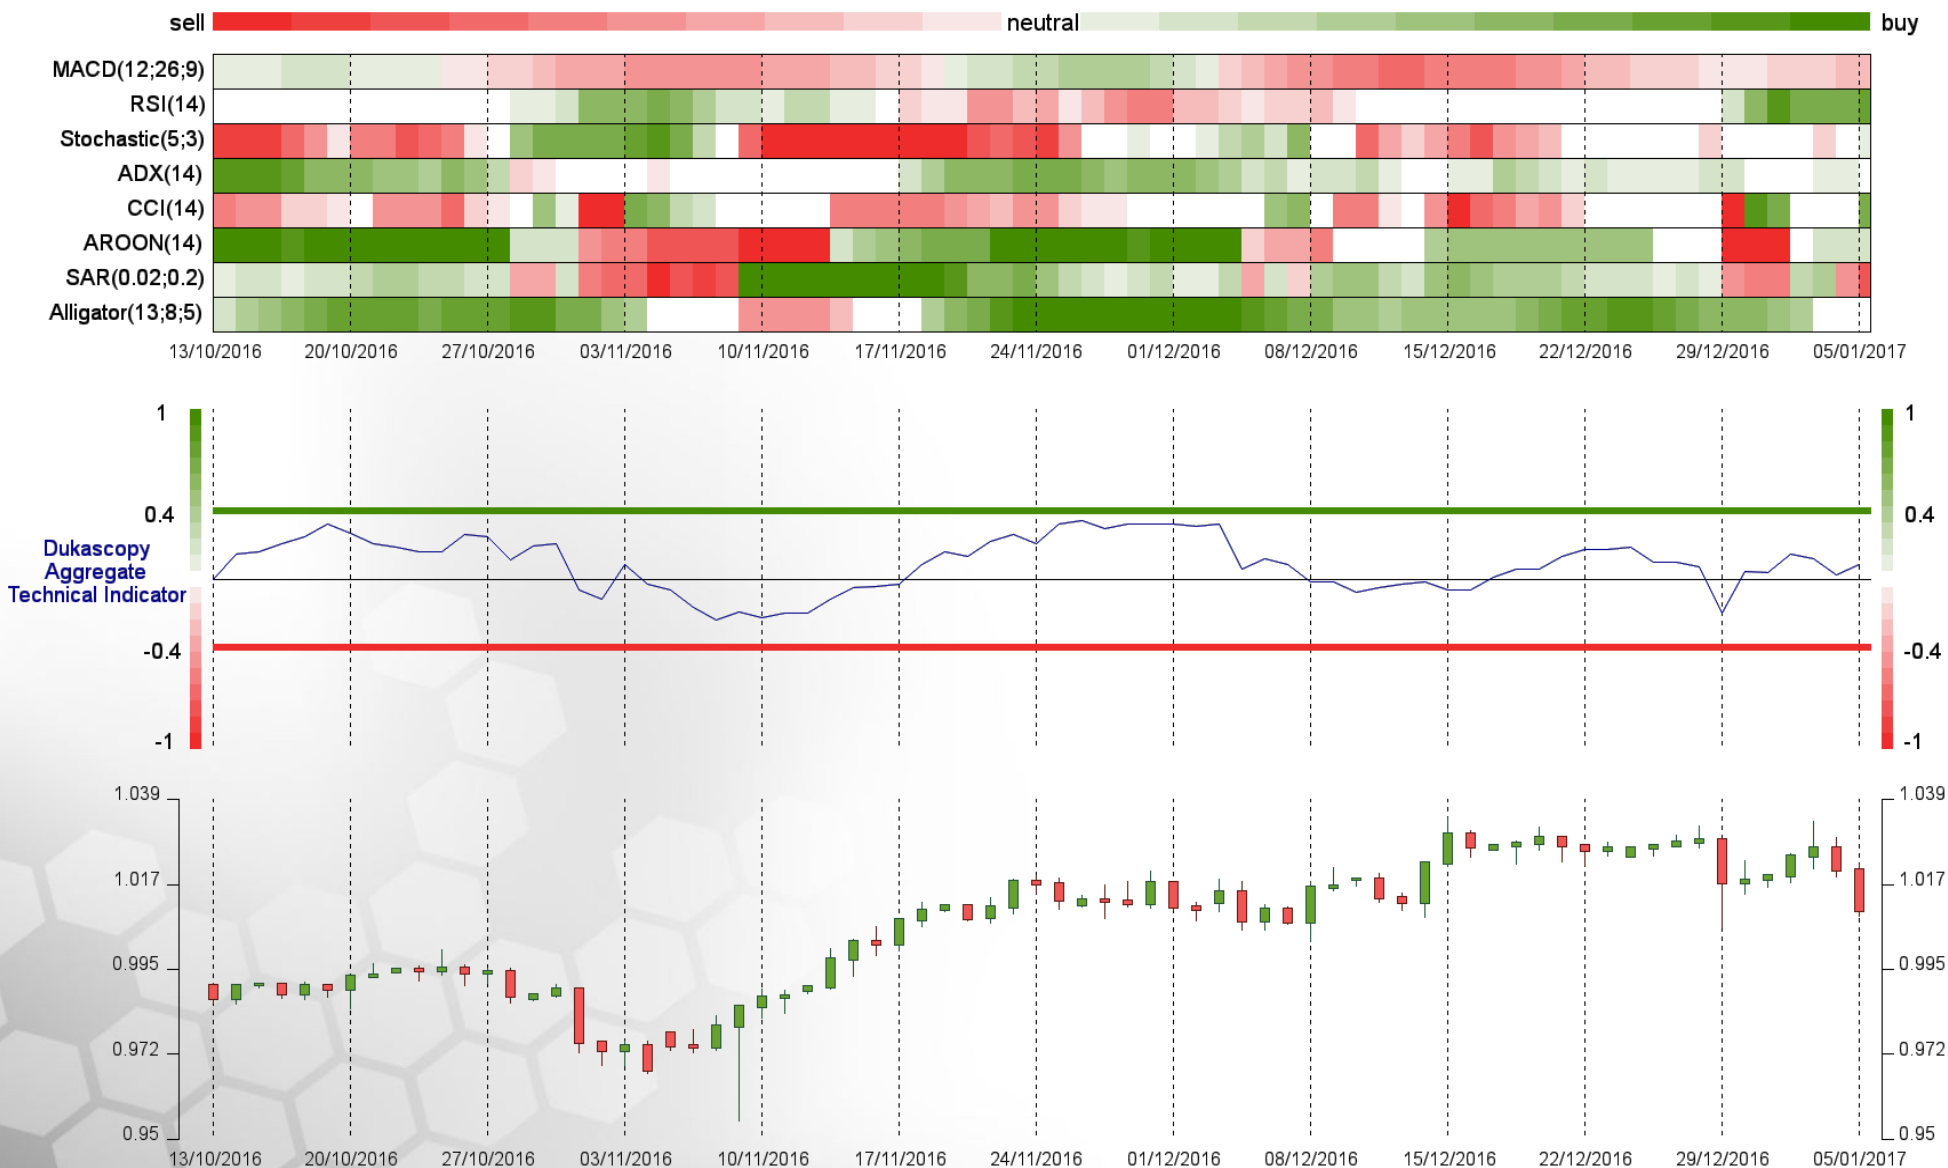 sell neutral buy
MACD(12;26;9)
RSI(14)
Stochastic(5;3)
ADX(14)
CCI(14)
AROON(14)
SAR(0.02;0.2)
Alligator(13;8;5)
13/10/2016 20/10/2016 27/10/2016 03/11/2016 10/11/2016 17/11/2016 24/11/2016 01/12/2016 08/12/2016 15/12/2016 22/12/2016 29/12/2016 05/01/2017
1 1
0.4 0.4
Dukascopy
Aggregate
Technical Indicator
-0.4 -0.4
-1 -1
1.039 1.039
1.017 1.017
0.995 0.995
0.972 0.972
0.95 0.95
13/10/2016 20/10/2016 27/10/2016 03/11/2016 10/11/2016 17/11/2016 24/11/2016 01/12/2016 08/12/2016 15/12/2016 22/12/2016 29/12/2016 05/01/2017